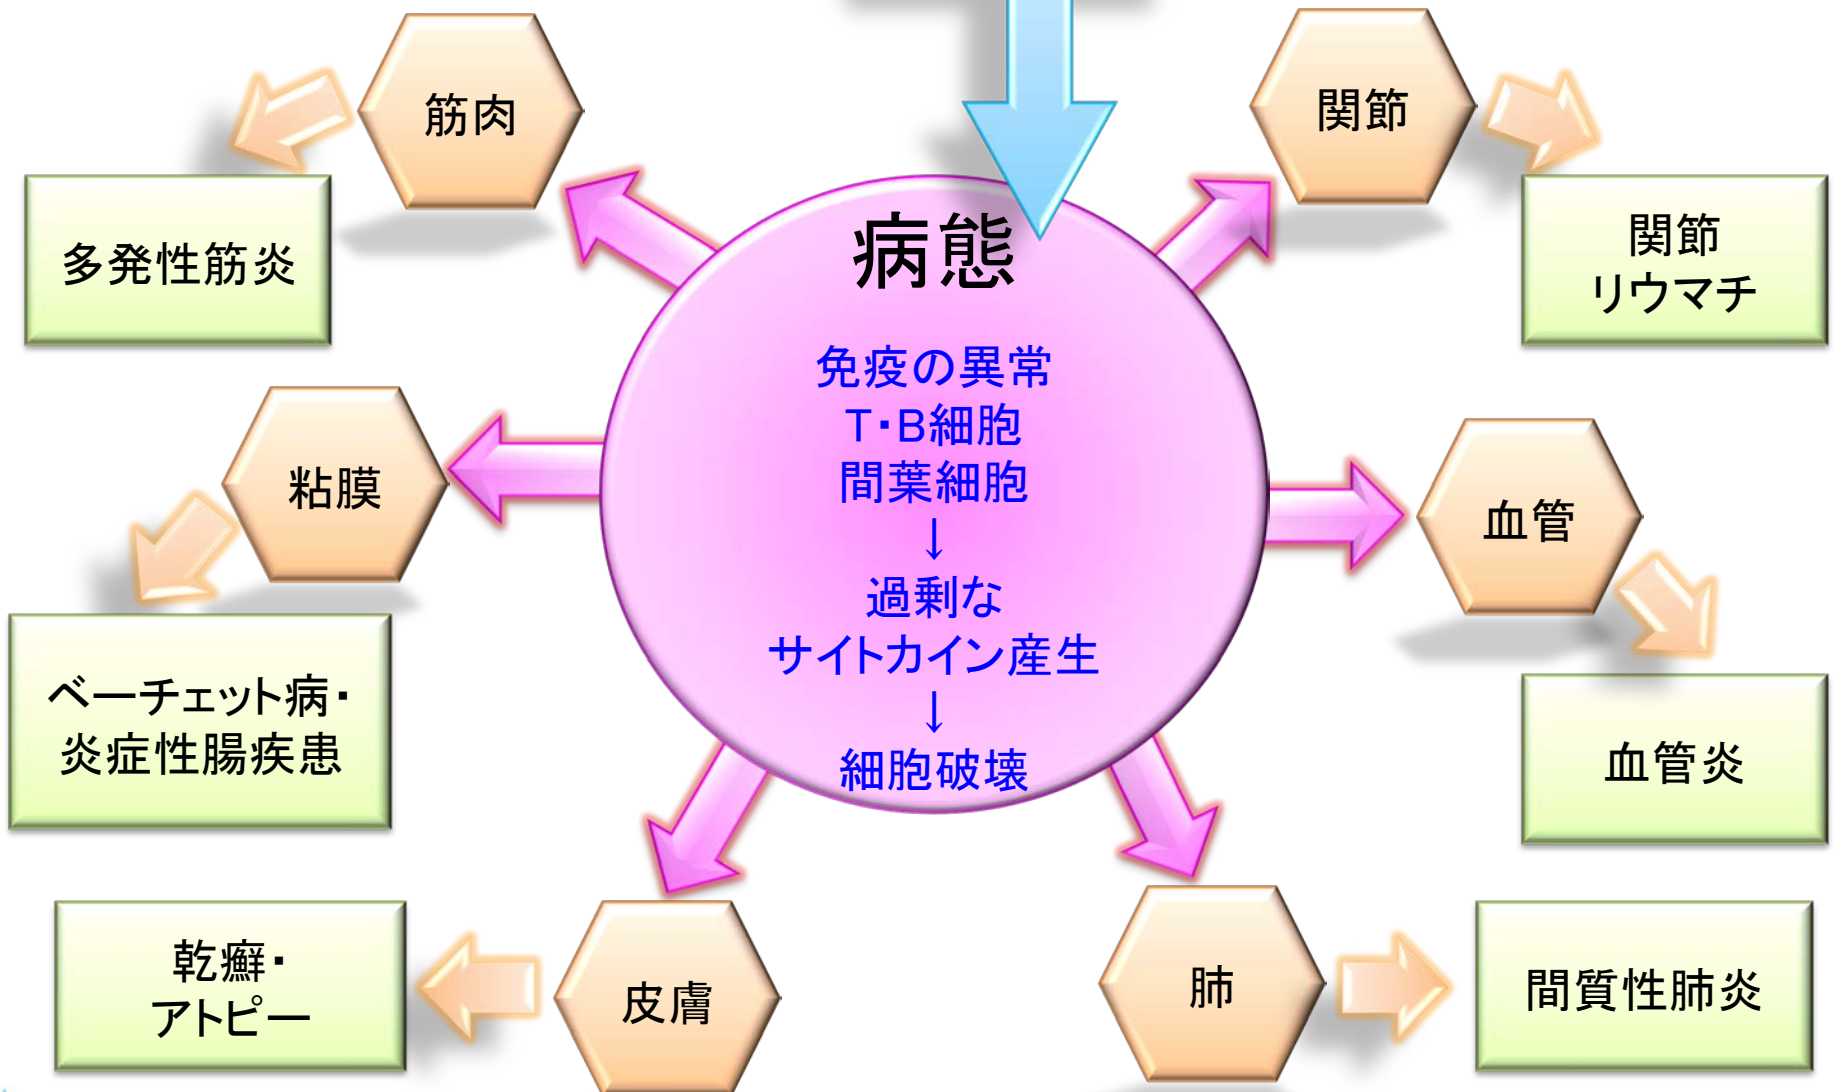 筋肉
関節
多発性筋炎
病態
関節
リウマチ
免疫の異常
T・B細胞
間葉細胞
↓
過剰な
サイトカイン産生
↓
細胞破壊
粘膜
血管
ベーチェット病・
炎症性腸疾患
血管炎
乾癬・
アトピー
皮膚
肺
間質性肺炎